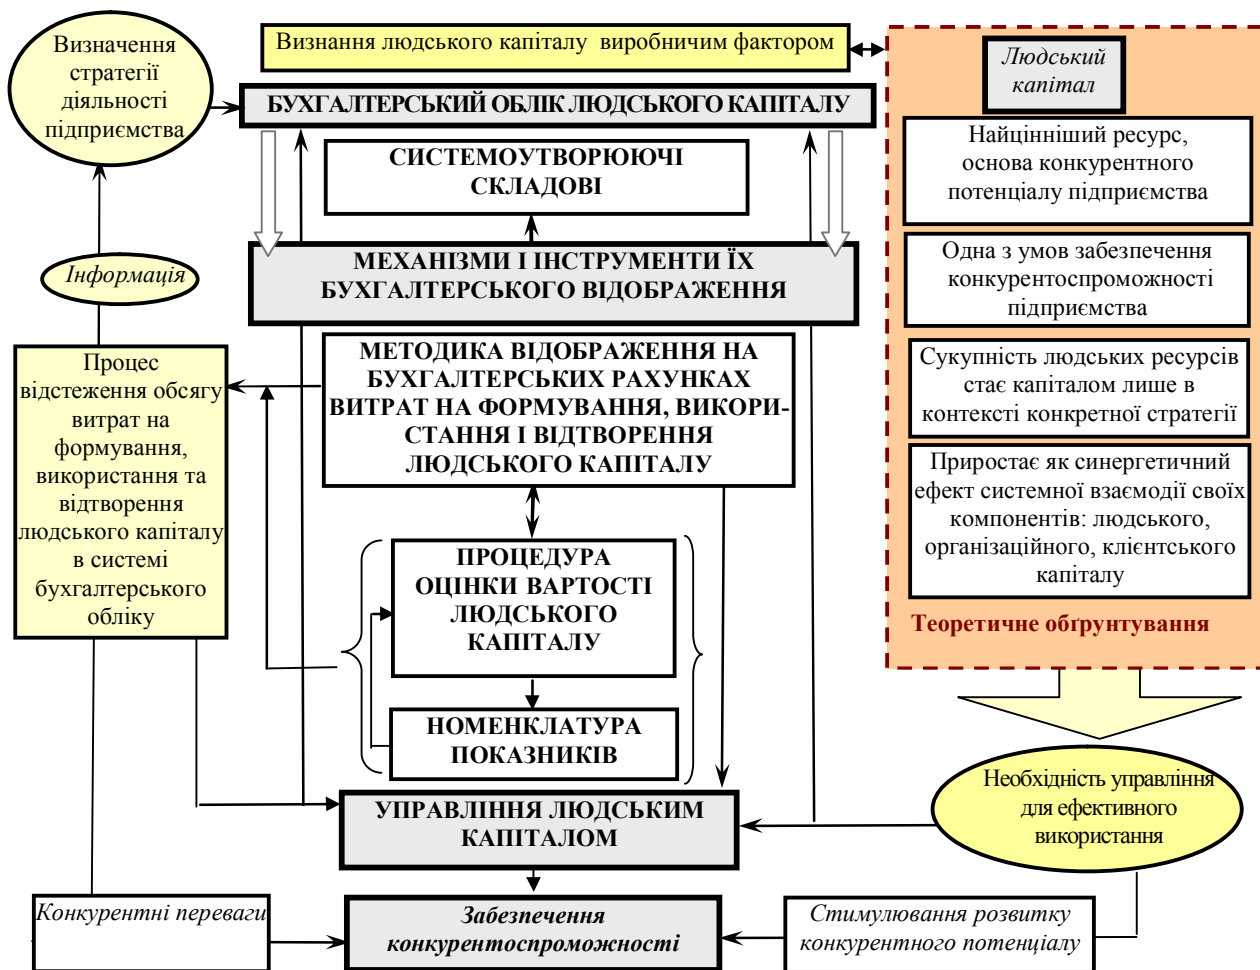 Визначення
стратегії
діяльності
підприємства
Визнання людського капіталу виробничим фактором
БУХГАЛТЕРСЬКИЙ ОБЛІК ЛЮДСЬКОГО КАПІТАЛУ
СИСТЕМОУТВОРЮЮЧІ
СКЛАДОВІ
МЕХАНІЗМИ І ІНСТРУМЕНТИ ЇХ
БУХГАЛТЕРСЬКОГО ВІДОБРАЖЕННЯ
Інформація
Процес
відстеження обсягу
витрат на
формування,
використання та
відтворення
людського капіталу
в системі
бухгалтерського
обліку
МЕТОДИКА ВІДОБРАЖЕННЯ НА
БУХГАЛТЕРСЬКИХ РАХУНКАХ
ВИТРАТ НА ФОРМУВАННЯ, ВИКОРИ-
СТАННЯ І ВІДТВОРЕННЯ
ЛЮДСЬКОГО КАПІТАЛУ
ПРОЦЕДУРА
ОЦІНКИ ВАРТОСТІ
ЛЮДСЬКОГО
КАПІТАЛУ
НОМЕНКЛАТУРА
ПОКАЗНИКІВ
УПРАВЛІННЯ ЛЮДСЬКИМ
КАПІТАЛОМ
Людський
капітал
Найцінніший ресурс,
основа конкурентного
потенціалу підприємства
Одна з умов забезпечення
конкурентоспроможності
підприємства
Сукупність людських ресурсів
стає капіталом лише в
контексті конкретної стратегії
Приростає як синергетичний
ефект системної взаємодії своїх
компонентів: людського,
організаційного, клієнтського
капіталу
Теоретичне обґрунтування
Необхідність управління
для ефективного
використання
Конкурентні переваги
Забезпечення
конкурентоспроможності
Стимулювання розвитку
конкурентного потенціалу